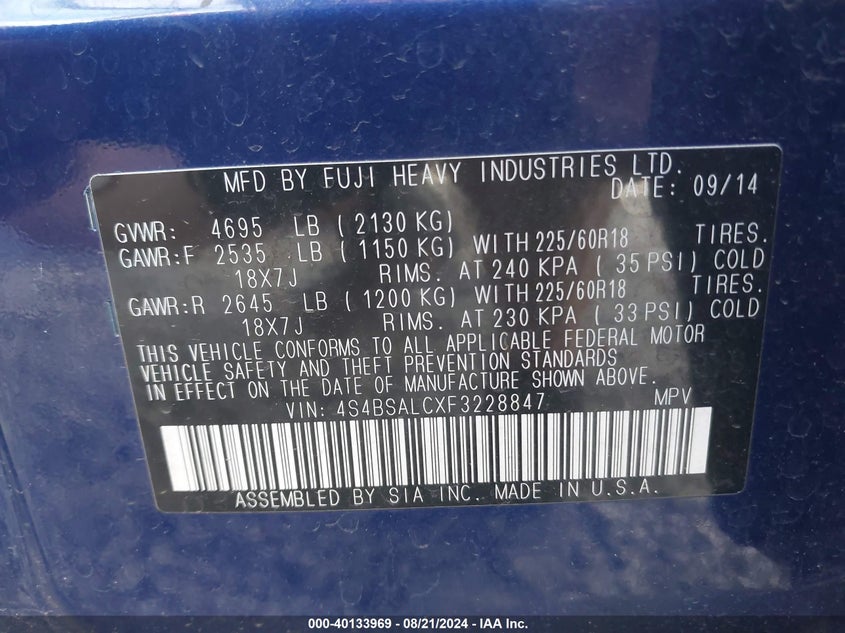 MFD BY FUJI HEAVY INDUSTRIES LTD.
DATE: 09/14
GVWR: 4695 LB ( 2130 KG)
GAWR:F 2535 LB ( 1150 KG) WITH 225/60R18 TIRES.
18X7J RIMS. AT 240 KPA ( 35 PSI) COLD
GAWR:R 2645 LB ( 1200 KG) WITH 225/60R18 TIRES.
18X7J RIMS. AT 230 KPA ( 33 PSI) COLD
THIS VEHICLE CONFORMS TO ALL APPLICABLE FEDERAL MOTOR
VEHICLE SAFETY AND THEFT PREVENTION STANDARDS
IN EFFECT ON THE DATE OF MANUFACTURE SHOWN ABOVE.
VIN: 4S4BSALCXF3228847 MPV
ASSEMBLED BY SIA INC. MADE IN U.S.A.
000-40133969 - 08/21/2024 - IAA Inc.